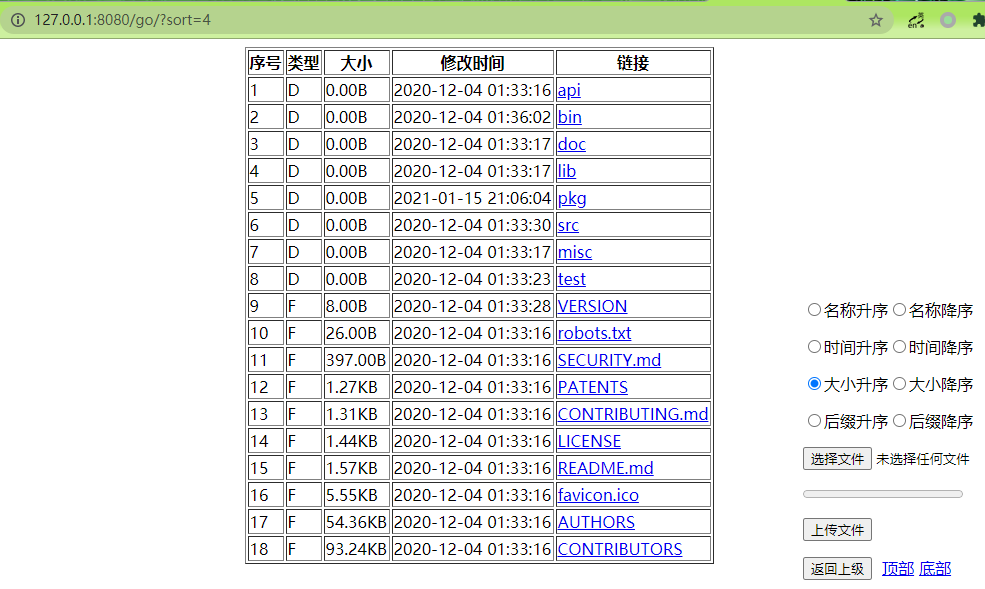 127.0.0.1:8080/go/?sort=4
序号 类型 大小 修改时间 链接
1 D 0.00B 2020-12-04 01:33:16 api
2 D 0.00B 2020-12-04 01:36:02 bin
3 D 0.00B 2020-12-04 01:33:17 doc
4 D 0.00B 2020-12-04 01:33:17 lib
5 D 0.00B 2021-01-15 21:06:04 pkg
6 D 0.00B 2020-12-04 01:33:30 src
7 D 0.00B 2020-12-04 01:33:17 misc
8 D 0.00B 2020-12-04 01:33:23 test
9 F 8.00B 2020-12-04 01:33:28 VERSION
10 F 26.00B 2020-12-04 01:33:16 robots.txt
11 F 397.00B 2020-12-04 01:33:16 SECURITY.md
12 F 1.27KB 2020-12-04 01:33:16 PATENTS
13 F 1.31KB 2020-12-04 01:33:16 CONTRIBUTING.md
14 F 1.44KB 2020-12-04 01:33:16 LICENSE
15 F 1.57KB 2020-12-04 01:33:16 README.md
16 F 5.55KB 2020-12-04 01:33:16 favicon.ico
17 F 54.36KB 2020-12-04 01:33:16 AUTHORS
18 F 93.24KB 2020-12-04 01:33:16 CONTRIBUTORS
名称升序 名称降序
时间升序 时间降序
大小升序 大小降序
后缀升序 后缀降序
选择文件 未选择任何文件
上传文件
返回上级 顶部 底部